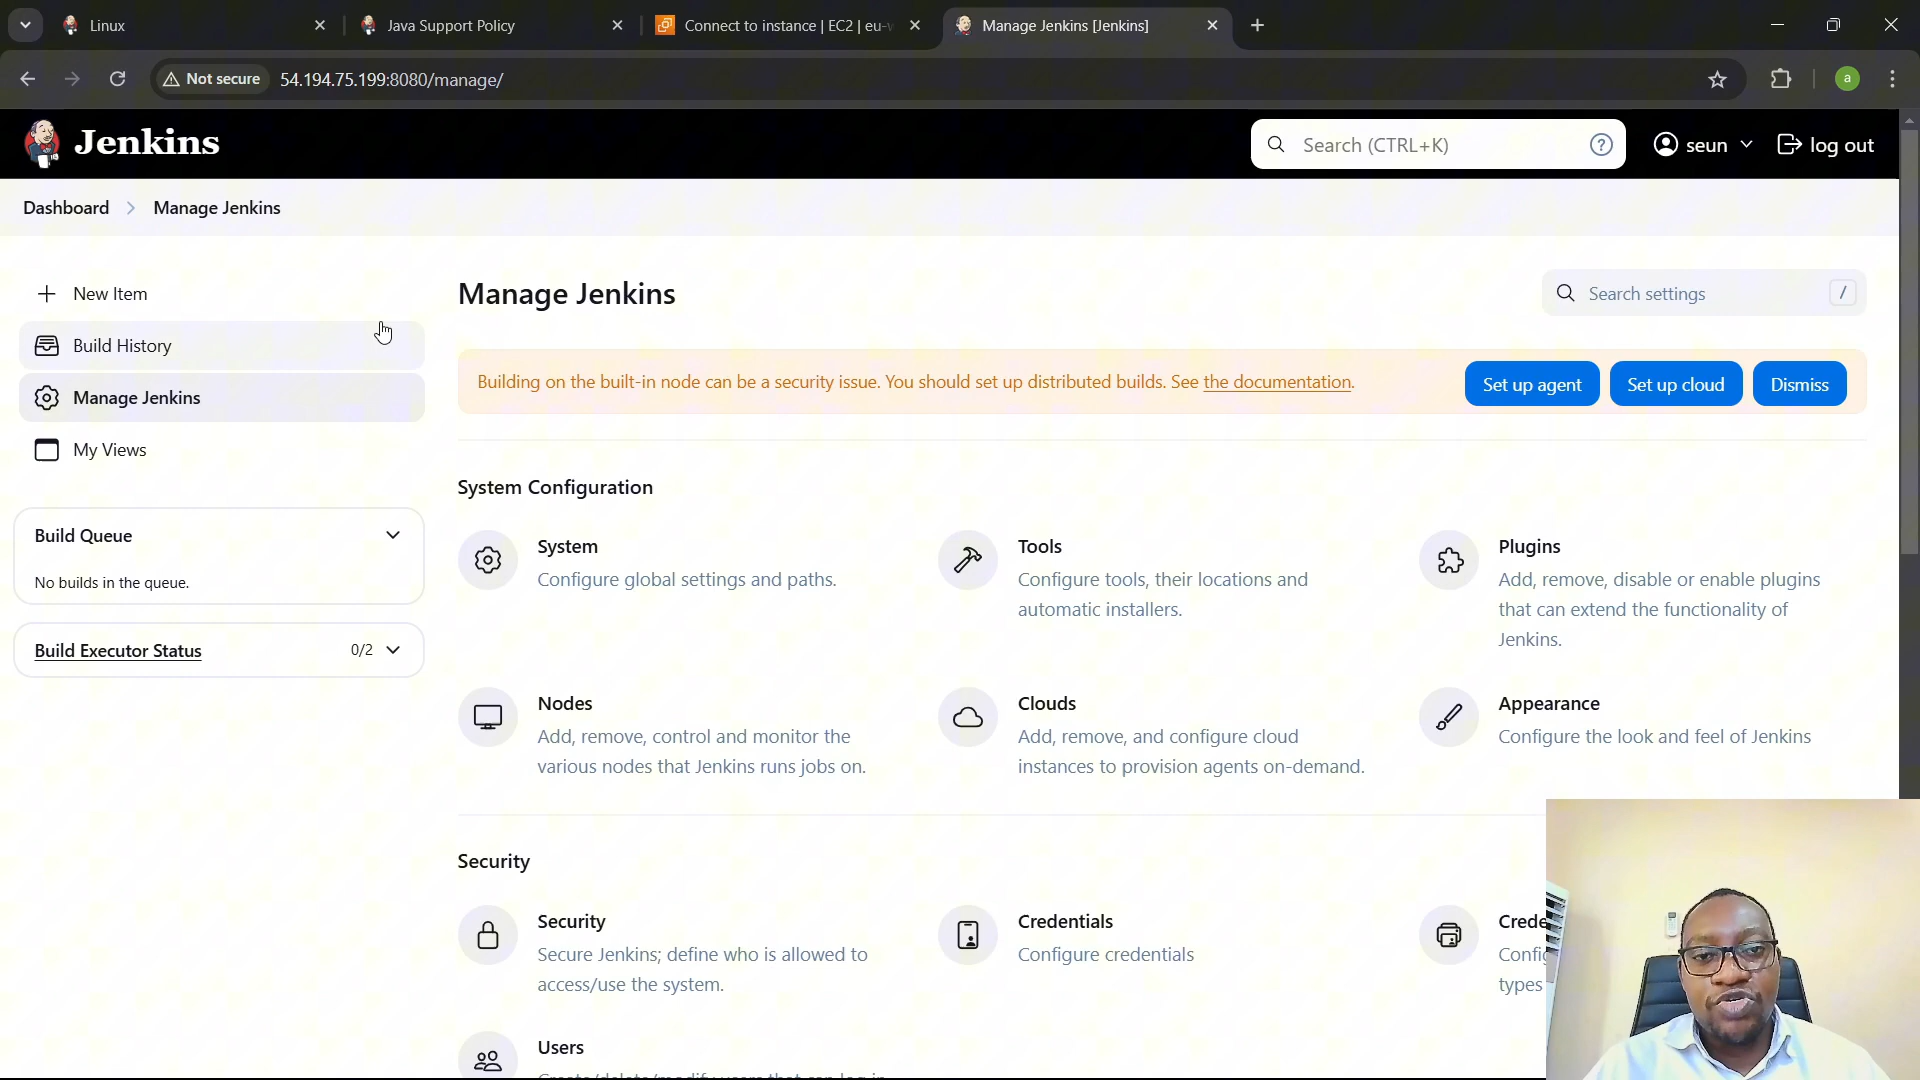 Linux
Java Support Policy
Connect to instance | EC2 | eu-w
Manage Jenkins [Jenkins]
Not secure
54.194.75.199:8080/manage/
a
Jenkins
Search (CTRL+K)
?
seun
log out
Dashboard
Manage Jenkins
New Item
Build History
Manage Jenkins
My Views
Build Queue
No builds in the queue.
Build Executor Status
0/2
Manage Jenkins
Search settings
/
Building on the built-in node can be a security issue. You should set up distributed builds. See the documentation.
Set up agent
Set up cloud
Dismiss
System Configuration
System
Configure global settings and paths.
Tools
Configure tools, their locations and
automatic installers.
Plugins
Add, remove, disable or enable plugins
that can extend the functionality of
Jenkins.
Nodes
Add, remove, control and monitor the
various nodes that Jenkins runs jobs on.
Clouds
Add, remove, and configure cloud
instances to provision agents on-demand.
Appearance
Configure the look and feel of Jenkins
Security
Security
Secure Jenkins; define who is allowed to
access/use the system.
Credentials
Configure credentials
Crede
Config
types
Users